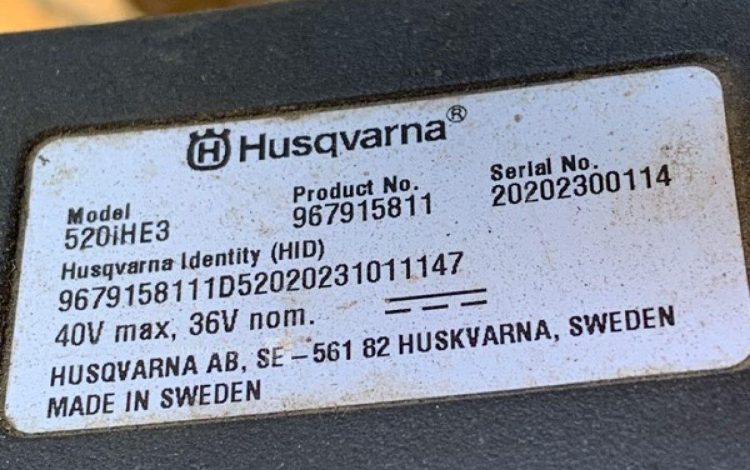 Husqvarna®
Model Product No. Serial No.
520iHE3 967915811 20202300114
Husqvarna Identity (HID)
9679158111D52020231011147
40V max, 36V nom.
HUSQVARNA AB, SE-561 82 HUSKVARNA, SWEDEN
MADE IN SWEDEN